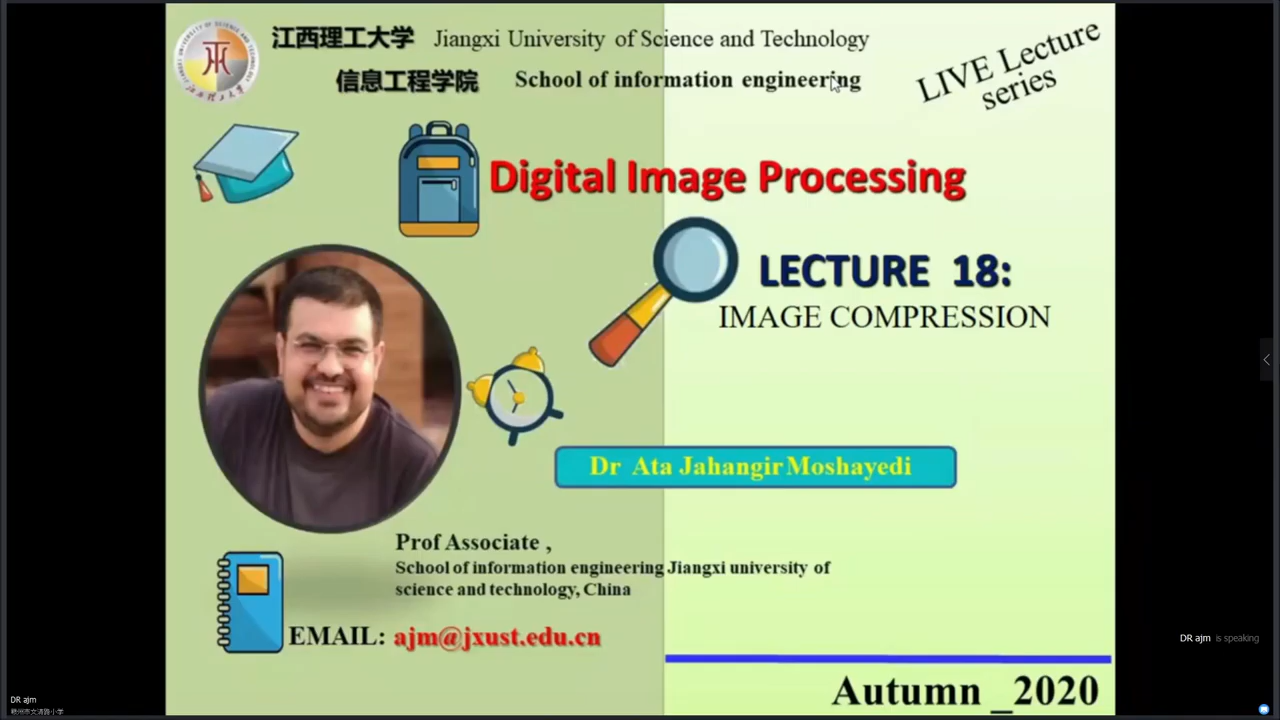 江西理工大学 Jiangxi University of Science and Technology
信息工程学院 School of information engineering
LIVE Lecture
series
Digital Image Processing
LECTURE 18:
IMAGE COMPRESSION
Dr Ata Jahangir Moshayedi
Prof Associate ,
School of information engineering Jiangxi university of
science and technology, China
EMAIL: ajm@jxust.edu.cn
Autumn _2020
DR ajm is speaking
DR ajm